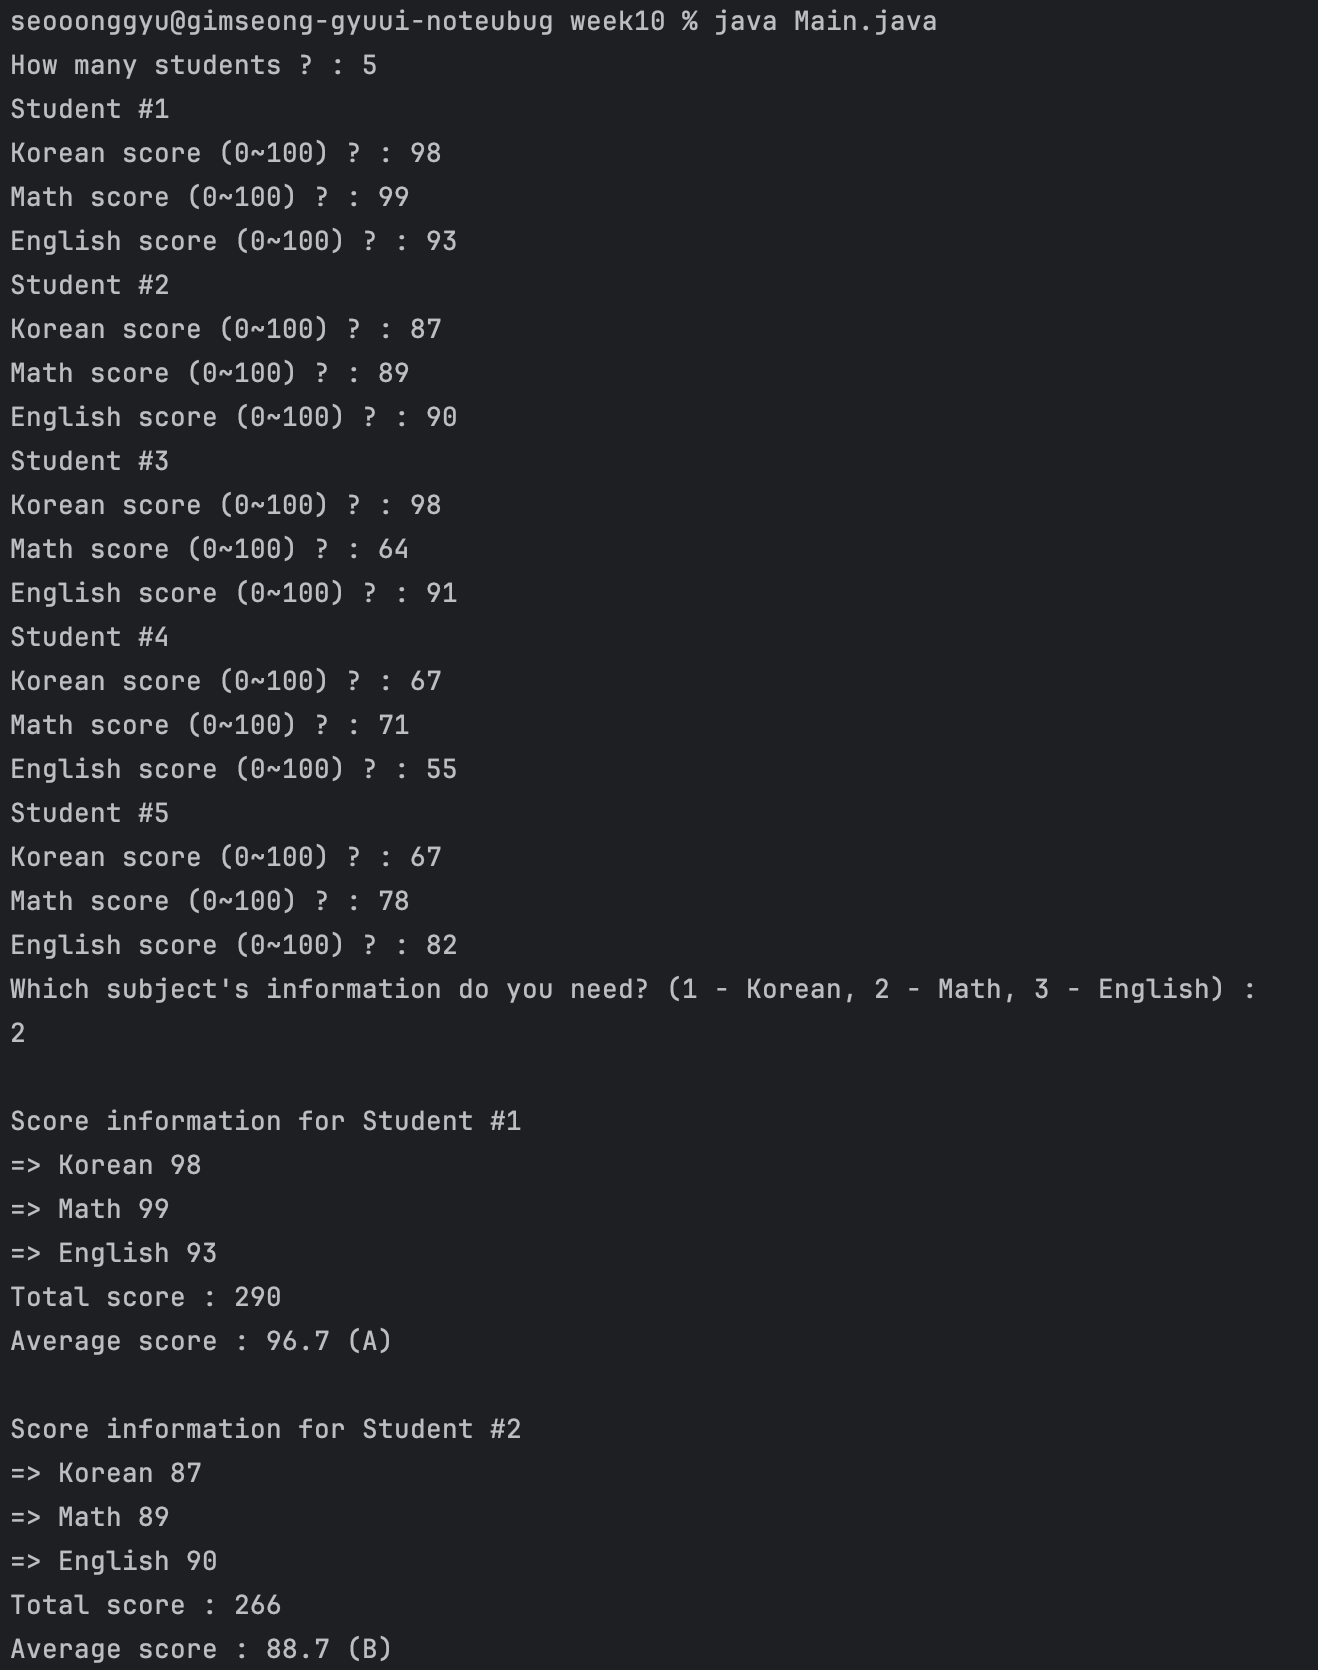 seooonggyu@gimseong-gyuui-noteubug week10 % java Main.java
How many students ? : 5
Student #1
Korean score (0~100) ? : 98
Math score (0~100) ? : 99
English score (0~100) ? : 93
Student #2
Korean score (0~100) ? : 87
Math score (0~100) ? : 89
English score (0~100) ? : 90
Student #3
Korean score (0~100) ? : 98
Math score (0~100) ? : 64
English score (0~100) ? : 91
Student #4
Korean score (0~100) ? : 67
Math score (0~100) ? : 71
English score (0~100) ? : 55
Student #5
Korean score (0~100) ? : 67
Math score (0~100) ? : 78
English score (0~100) ? : 82
Which subject's information do you need? (1 - Korean, 2 - Math, 3 - English) :
2
Score information for Student #1
=> Korean 98
=> Math 99
=> English 93
Total score : 290
Average score : 96.7 (A)
Score information for Student #2
=> Korean 87
=> Math 89
=> English 90
Total score : 266
Average score : 88.7 (B)